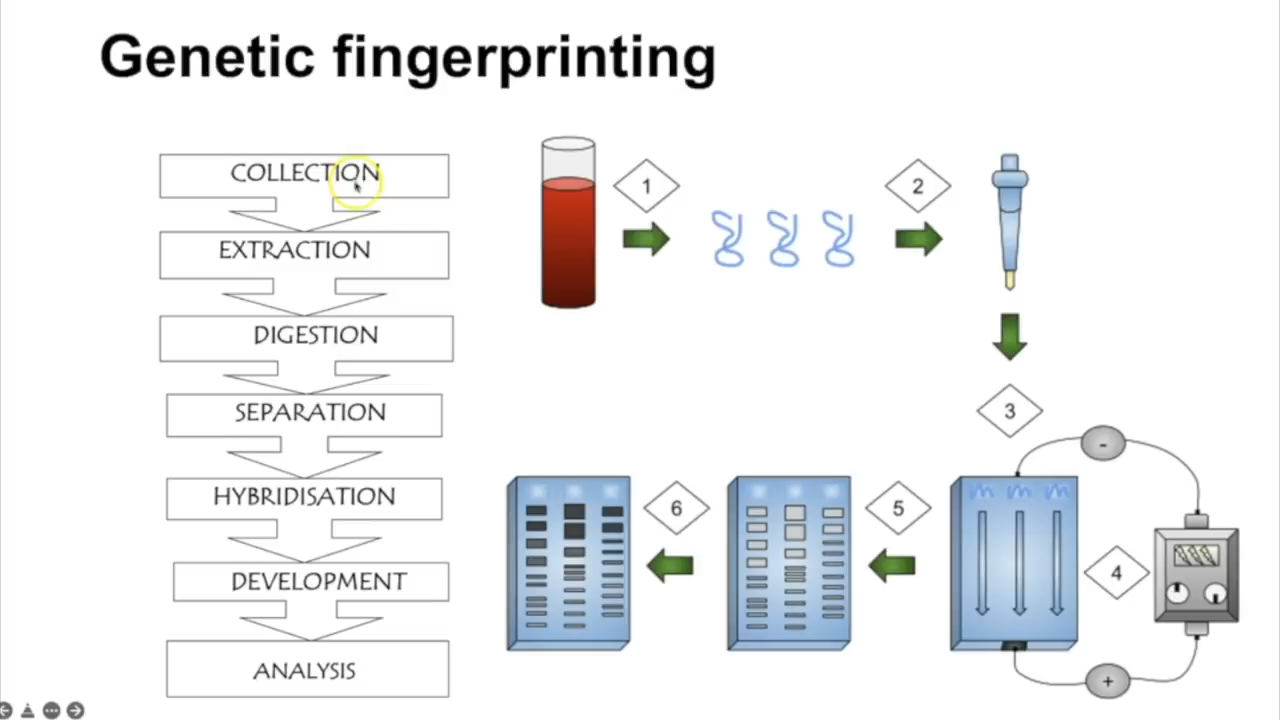 Genetic fingerprinting
COLLECTION
EXTRACTION
DIGESTION
SEPARATION
HYBRIDISATION
DEVELOPMENT
ANALYSIS
1
2
3
-
6
5
4
+